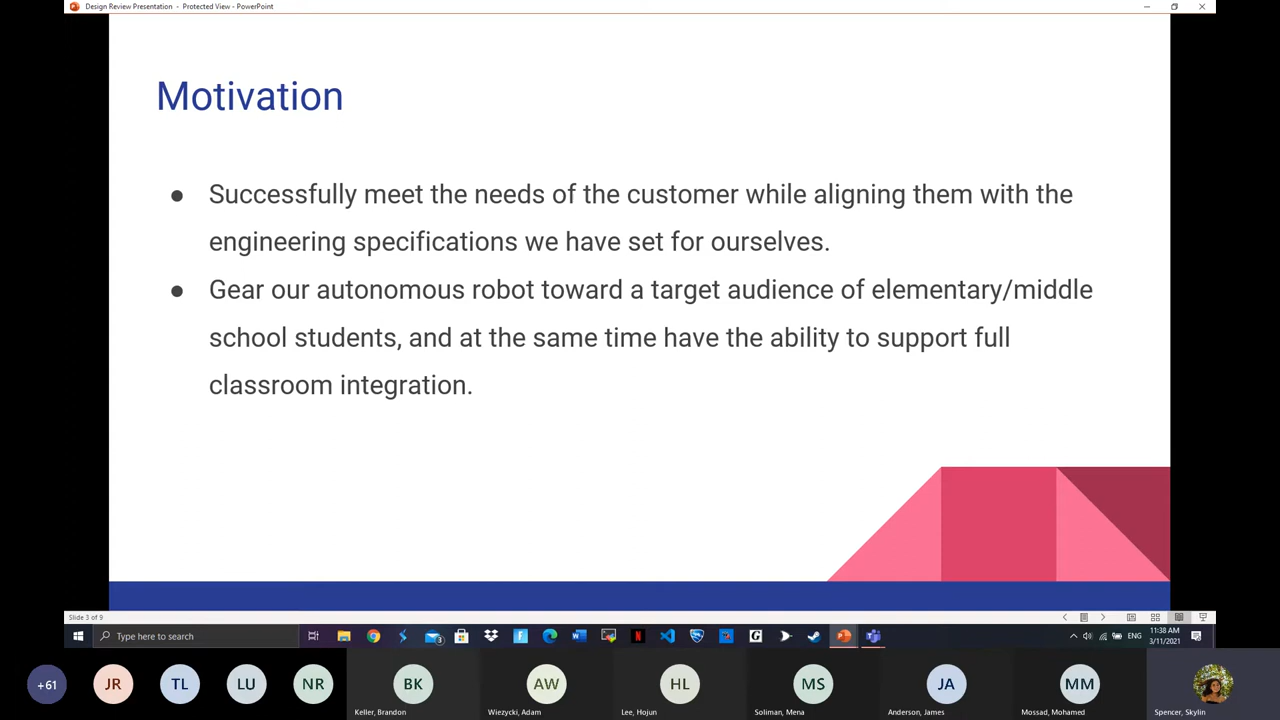 Design Review Presentation - Protected View - PowerPoint
Motivation
● Successfully meet the needs of the customer while aligning them with the
engineering specifications we have set for ourselves.
● Gear our autonomous robot toward a target audience of elementary/middle
school students, and at the same time have the ability to support full
classroom integration.
Slide 3 of 9
Type here to search
3
ENG
11:38 AM
3/11/2021
+61
JR
TL
LU
NR
BK
AW
HL
MS
JA
MM
Keller, Brandon
Wiezycki, Adam
Lee, Hojun
Soliman, Mena
Anderson, James
Mossad, Mohamed
Spencer, Skylin